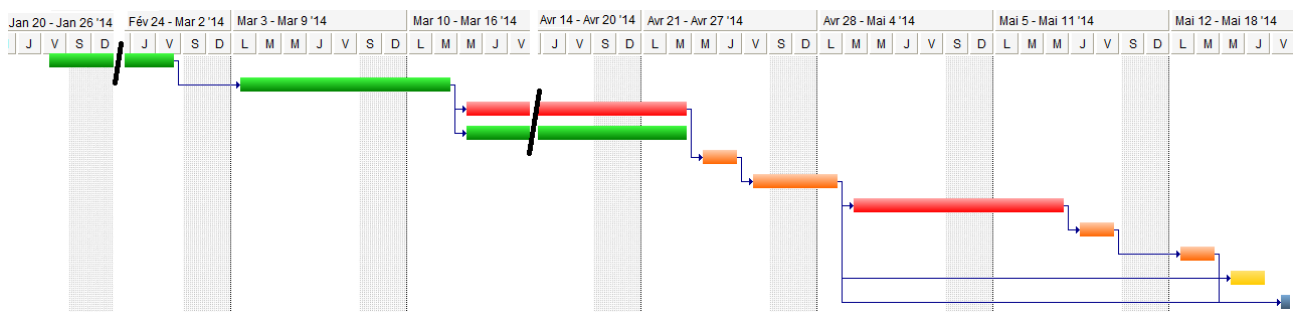 Jan 20 - Jan 26 '14 Fév 24 - Mar 2 '14 Mar 3 - Mar 9 '14 Mar 10 - Mar 16 '14 Avr 14 - Avr 20 '14 Avr 21 - Avr 27 '14 Avr 28 - Mai 4 '14 Mai 5 - Mai 11 '14 Mai 12 - Mai 18 '14
J V S D J V S D L M M J V S D L M M J V J V S D L M M J V S D L M M J V S D L M M J V S D L M M J V